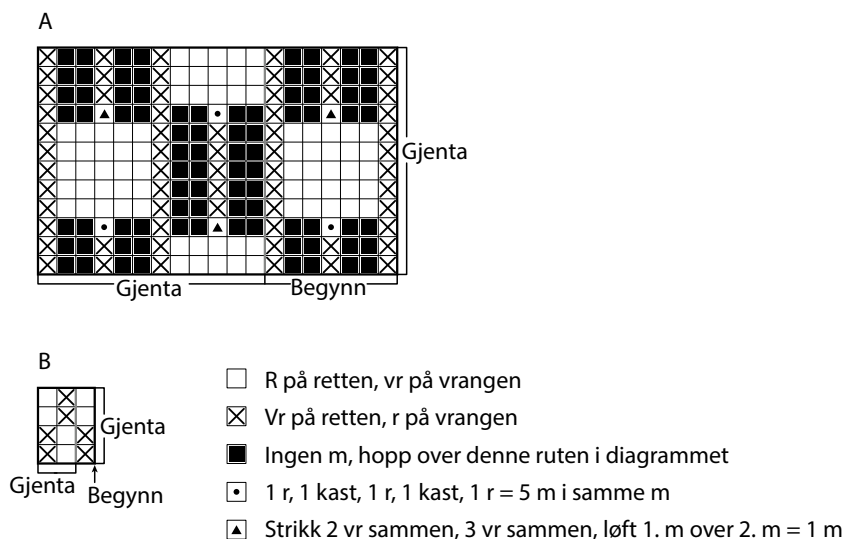 A
Gjenta
Gjenta
Begynn
B
Gjenta
Gjenta
Begynn
R på retten, vr på vrangen
Vr på retten, r på vrangen
Ingen m, hopp over denne ruten i diagrammet
1 r, 1 kast, 1 r, 1 kast, 1 r = 5 m i samme m
Strikk 2 vr sammen, 3 vr sammen, løft 1. m over 2. m = 1 m